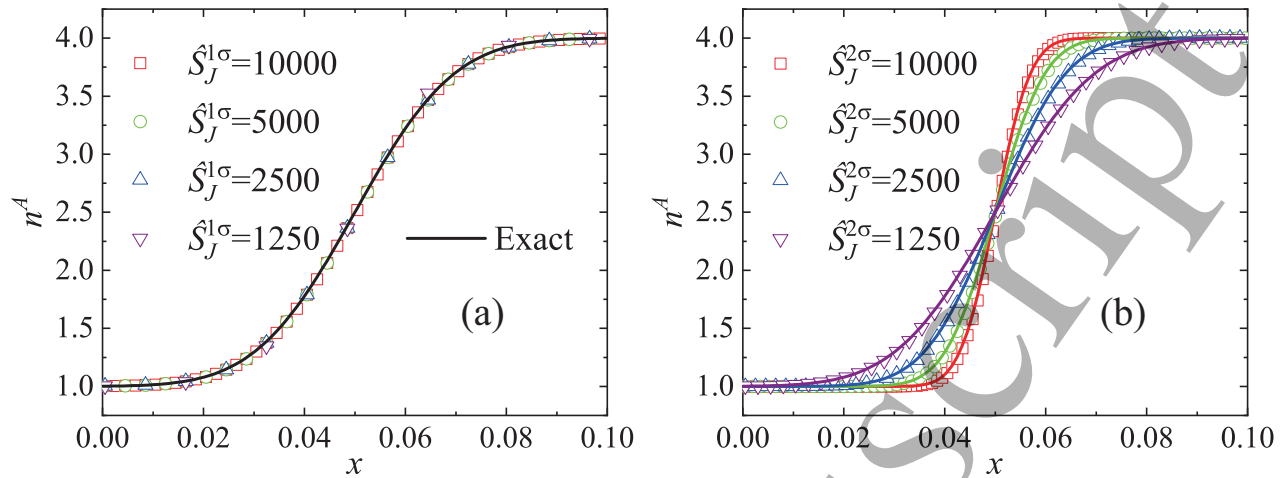 4.0
3.5
3.0
2.5
2.0
1.5
1.0
n^A
Ŝ_J^{1σ}=10000
Ŝ_J^{1σ}=5000
Ŝ_J^{1σ}=2500
Ŝ_J^{1σ}=1250
Exact
(a)
0.00 0.02 0.04 0.06 0.08 0.10
x
4.0
3.5
3.0
2.5
2.0
1.5
1.0
n^A
Ŝ_J^{2σ}=10000
Ŝ_J^{2σ}=5000
Ŝ_J^{2σ}=2500
Ŝ_J^{2σ}=1250
(b)
0.00 0.02 0.04 0.06 0.08 0.10
x
script